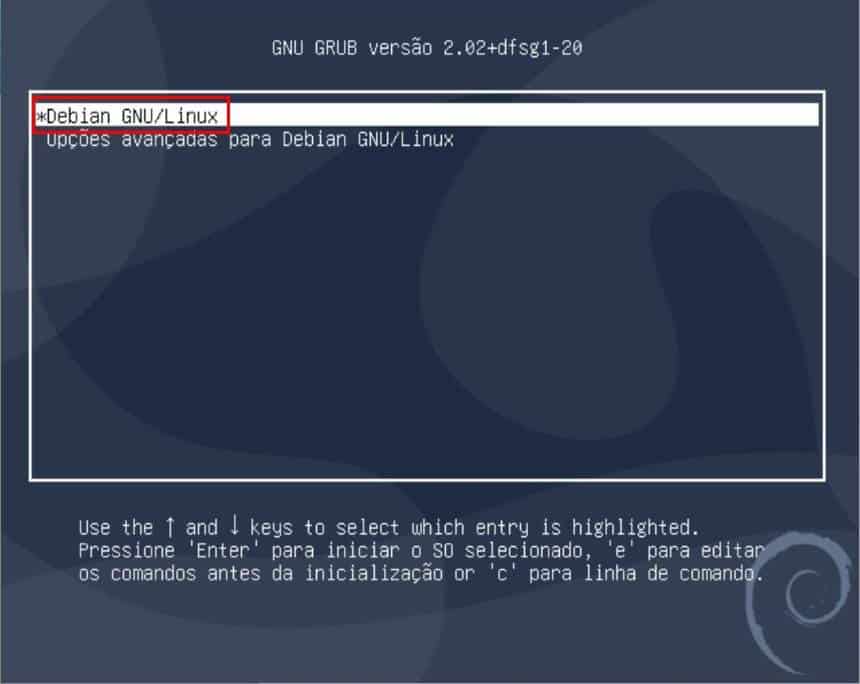 GNU GRUB versão 2.02+dfsg1-20
*Debian GNU/Linux
Opções avançadas para Debian GNU/Linux
Use the ↑ and ↓ keys to select which entry is highlighted.
Pressione 'Enter' para iniciar o SO selecionado, 'e' para editar
os comandos antes da inicialização or 'c' para linha de comando.